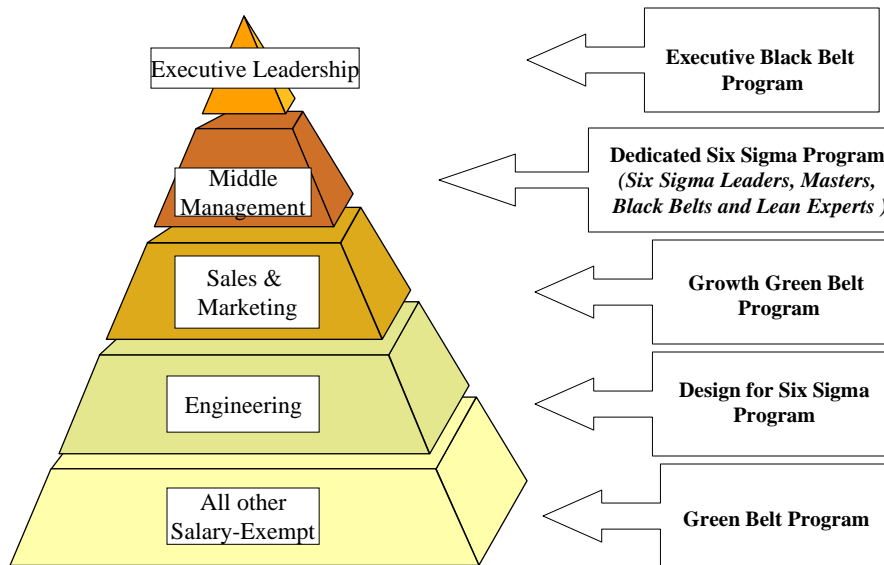 Executive Leadership
Executive Black Belt
Program
Middle
Management
Dedicated Six Sigma Program
(Six Sigma Leaders, Masters,
Black Belts and Lean Experts )
Sales &
Marketing
Growth Green Belt
Program
Engineering
Design for Six Sigma
Program
All other
Salary-Exempt
Green Belt Program